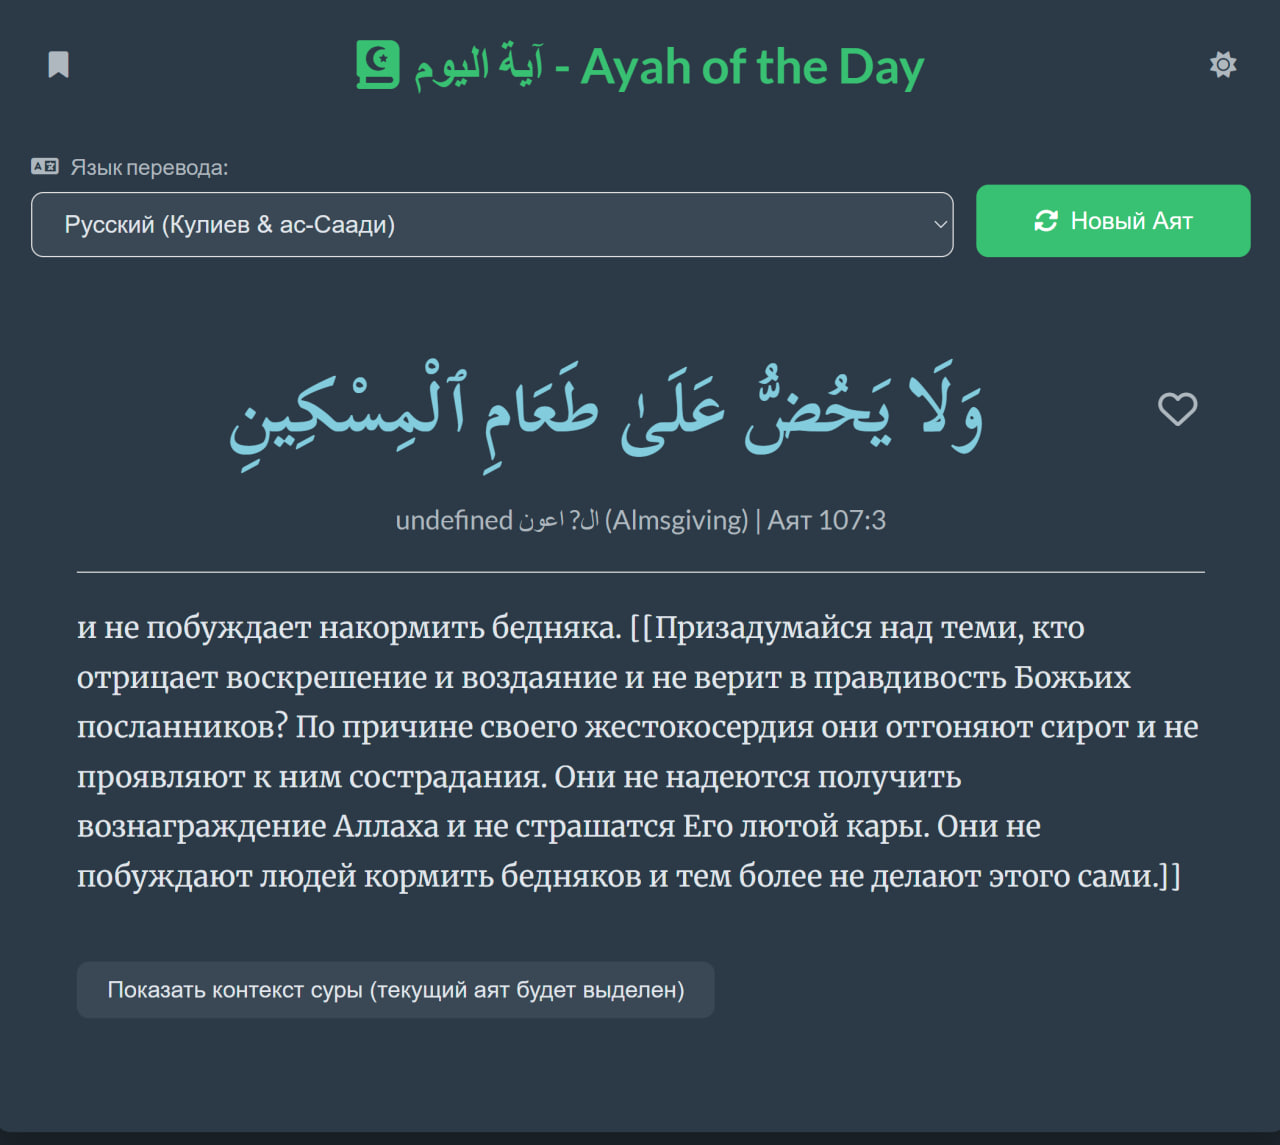 آية اليوم - Ayah of the Day
Язык перевода:
Русский (Кулиев & ас-Саади)
Новый Аят
وَلَا يَحُضُّ عَلَىٰ طَعَامِ ٱلْمِسْكِينِ
undefined ال? اعون (Almsgiving) | Аят 107:3
и не побуждает накормить бедняка. [[Призадумайся над теми, кто
отрицает воскрешение и воздаяние и не верит в правдивость Божьих
посланников? По причине своего жестокосердия они отгоняют сирот и не
проявляют к ним сострадания. Они не надеются получить
вознаграждение Аллаха и не страшатся Его лютой кары. Они не
побуждают людей кормить бедняков и тем более не делают этого сами.]]
Показать контекст суры (текущий аят будет выделен)